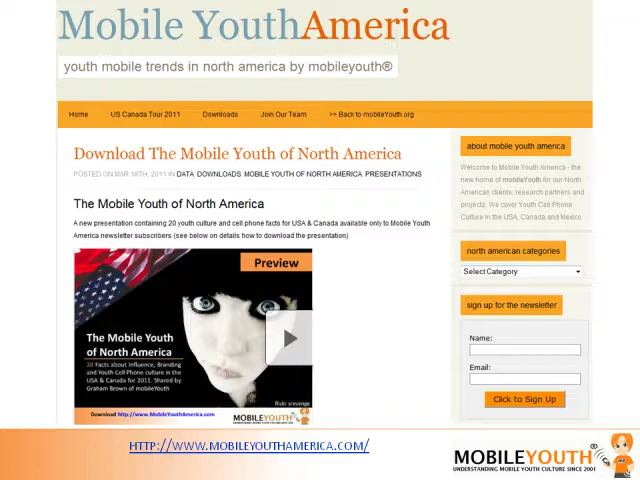 Mobile YouthAmerica
youth mobile trends in north america by mobileyouth®
Home US Canada Tour 2011 Downloads Join Our Team >> Back to mobileYouth.org
Download The Mobile Youth of North America
POSTED ON MAR 18TH, 2011 IN DATA, DOWNLOADS, MOBILE YOUTH OF NORTH AMERICA, PRESENTATIONS
The Mobile Youth of North America
A new presentation containing 20 youth culture and cell phone facts for USA & Canada available only to Mobile Youth
America newsletter subscribers (see below on details how to download the presentation)
Preview
The Mobile Youth
of North America
20 Facts about Influence, Branding
and Youth Cell Phone culture in the
USA & Canada for 2011. Shared by
Graham Brown of mobileYouth
flickr srevenge
Download http://www.MobileYouthAmerica.com
MOBILEYOUTH®
about mobile youth america
Welcome to Mobile Youth America - the
new home of mobileYouth for our North
American clients, research partners and
projects. We cover Youth Cell Phone
Culture in the USA, Canada and Mexico.
north american categories
Select Category
sign up for the newsletter
Name:
Email:
Click to Sign Up
HTTP://WWW.MOBILEYOUTHAMERICA.COM/
MOBILEYOUTH®
UNDERSTANDING MOBILE YOUTH CULTURE SINCE 2001